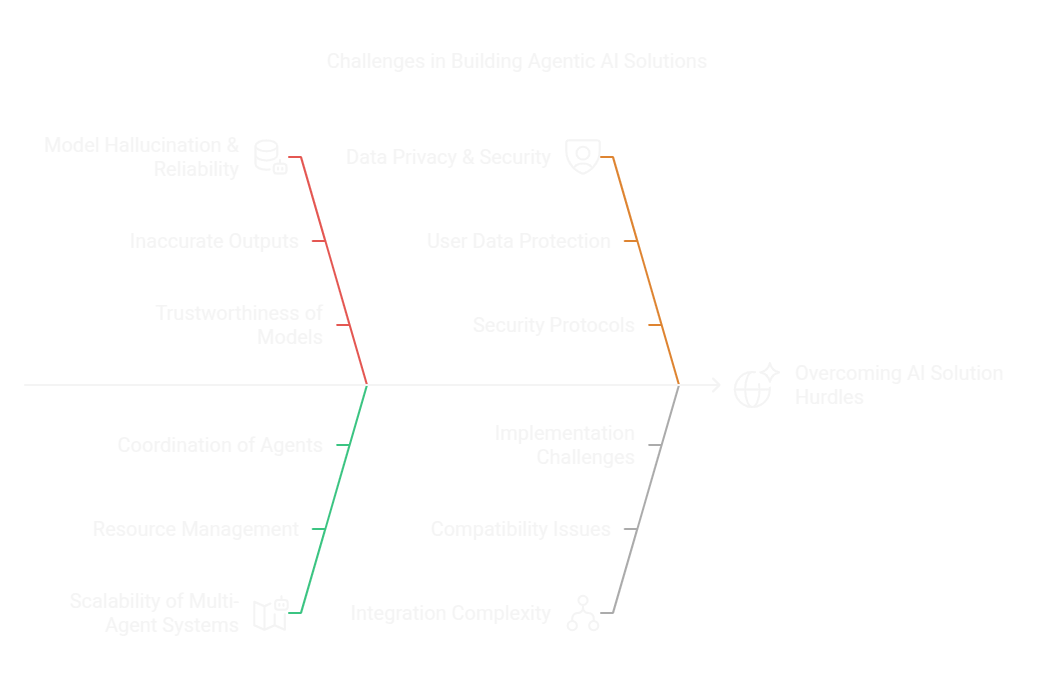 Challenges in Building Agentic AI Solutions
Model Hallucination &
Reliability
Inaccurate Outputs
Trustworthiness of
Models
Data Privacy & Security
User Data Protection
Security Protocols
Overcoming AI Solution
Hurdles
Coordination of Agents
Resource Management
Scalability of Multi-
Agent Systems
Implementation
Challenges
Compatibility Issues
Integration Complexity